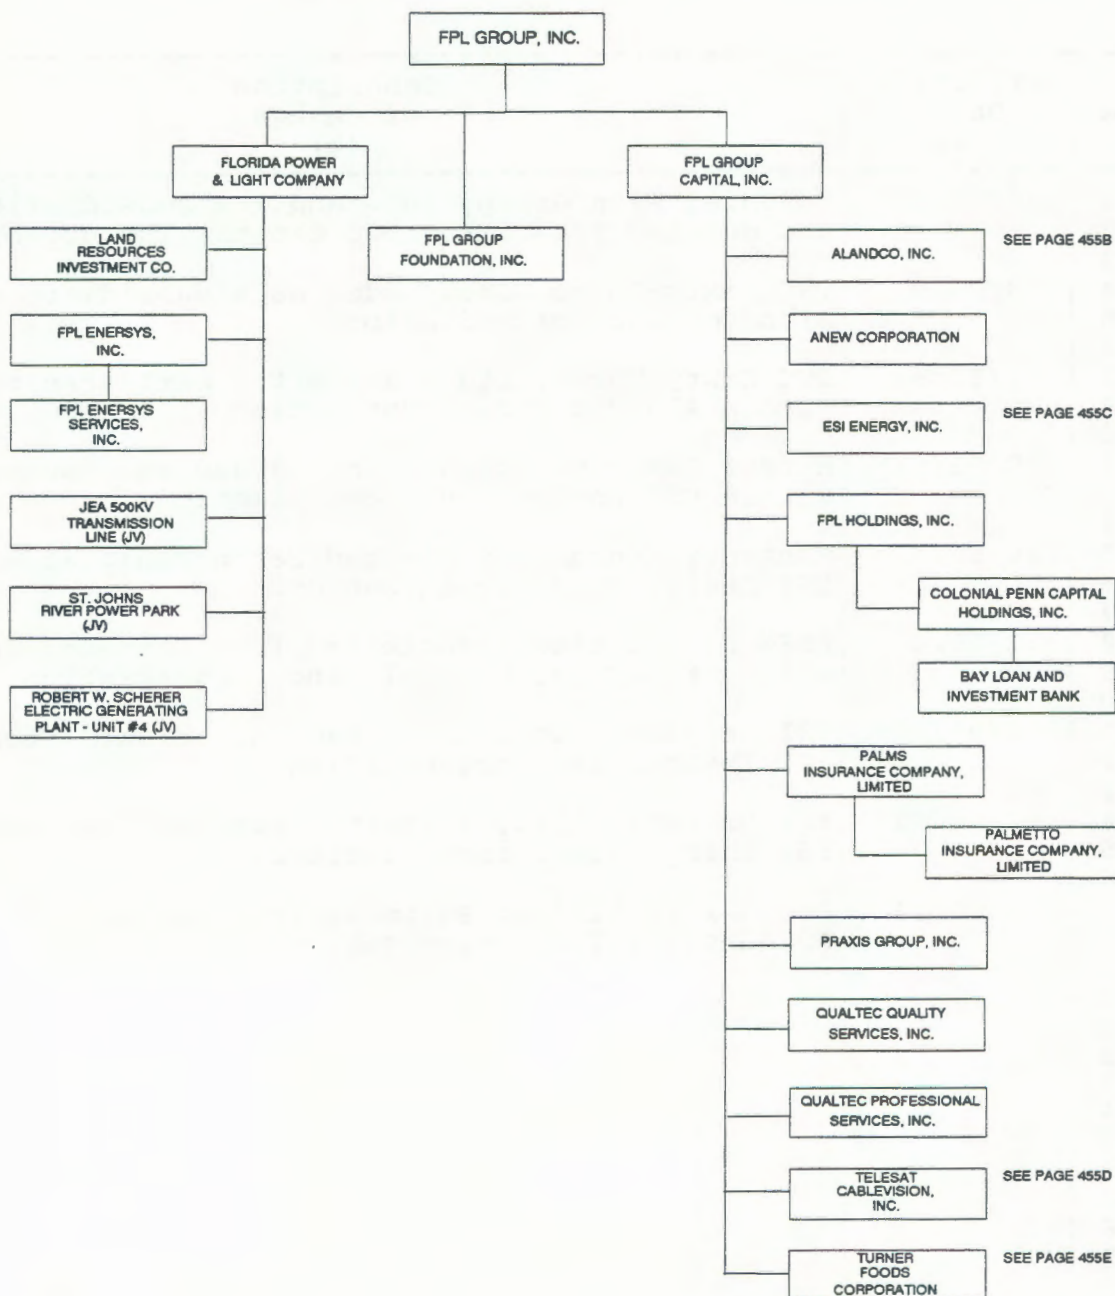 FPL GROUP, INC.
FLORIDA POWER
& LIGHT COMPANY
FPL GROUP
CAPITAL, INC.
LAND
RESOURCES
INVESTMENT CO.
FPL GROUP
FOUNDATION, INC.
ALANDCO, INC.
SEE PAGE 455B
FPL ENERSYS,
INC.
ANEW CORPORATION
FPL ENERSYS
SERVICES,
INC.
ESI ENERGY, INC.
SEE PAGE 455C
JEA 500KV
TRANSMISSION
LINE (JV)
FPL HOLDINGS, INC.
ST. JOHNS
RIVER POWER PARK
(JV)
COLONIAL PENN CAPITAL
HOLDINGS, INC.
BAY LOAN AND
INVESTMENT BANK
ROBERT W. SCHERER
ELECTRIC GENERATING
PLANT - UNIT #4 (JV)
PALMS
INSURANCE COMPANY,
LIMITED
PALMETTO
INSURANCE COMPANY,
LIMITED
PRAXIS GROUP, INC.
QUALTEC QUALITY
SERVICES, INC.
QUALTEC PROFESSIONAL
SERVICES, INC.
TELESAT
CABLEVISION,
INC.
SEE PAGE 455D
TURNER
FOODS
CORPORATION
SEE PAGE 455E